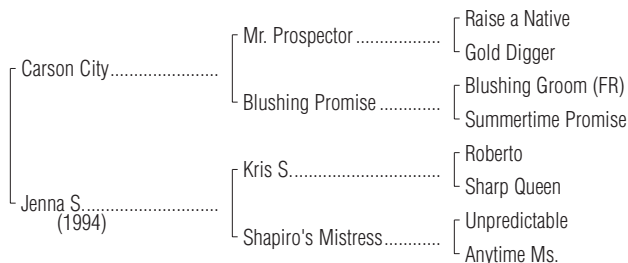 Raise a Native
Mr. Prospector..................
Gold Digger
Carson City.......................
Blushing Groom (FR)
Blushing Promise.............
Summertime Promise
Roberto
Kris S................................
Sharp Queen
Jenna S.............................
(1994)
Unpredictable
Shapiro's Mistress............
Anytime Ms.